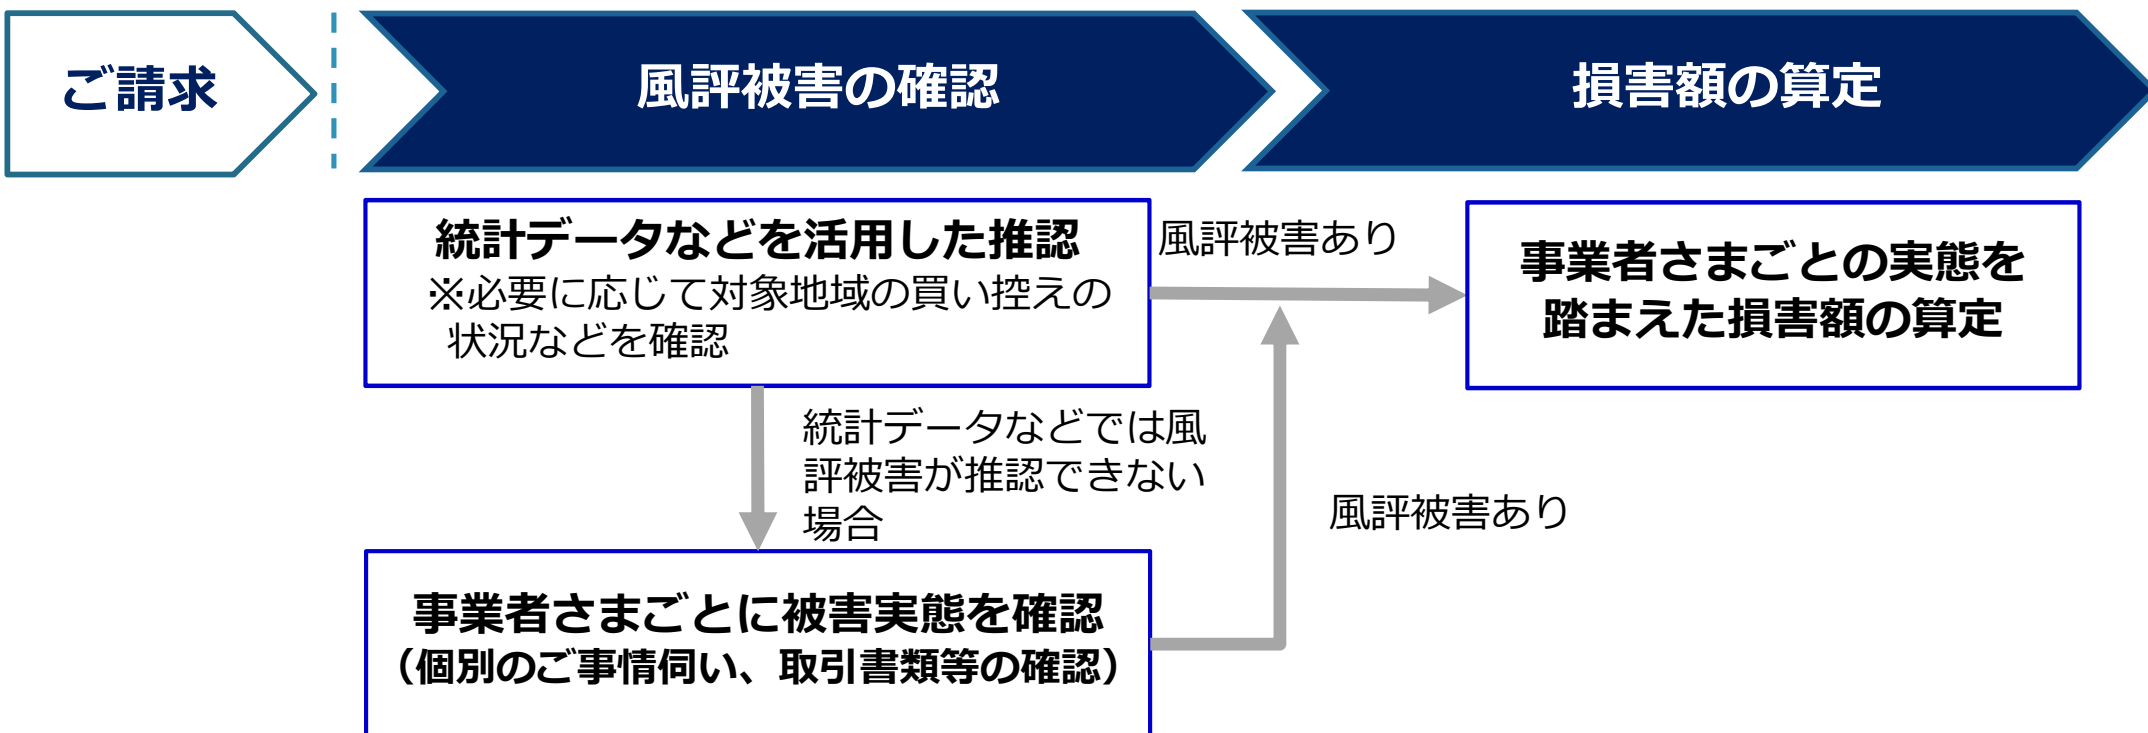 ご請求
風評被害の確認
損害額の算定
統計データなどを活用した推認
※必要に応じて対象地域の買い控えの
状況などを確認
風評被害あり
事業者さまごとの実態を
踏まえた損害額の算定
統計データなどでは風
評被害が推認できない
場合
風評被害あり
事業者さまごとに被害実態を確認
（個別のご事情伺い、取引書類等の確認）